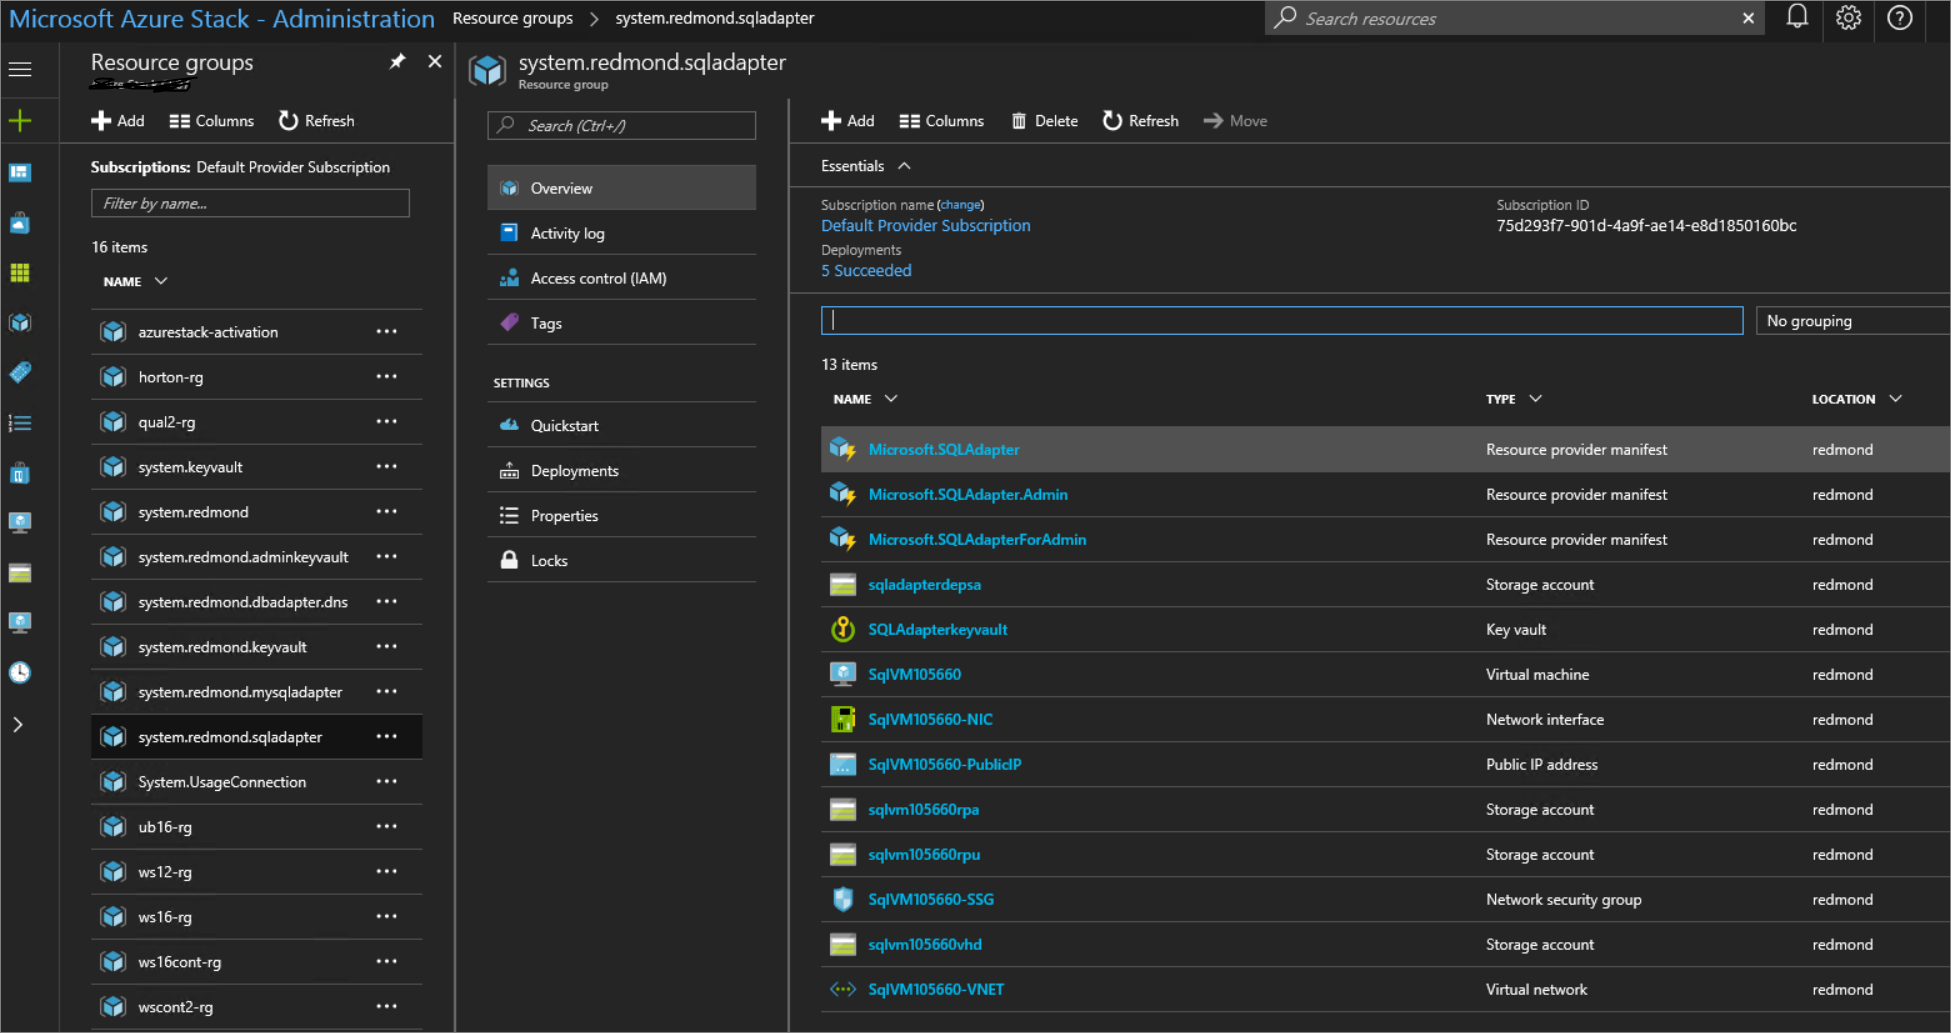 Microsoft Azure Stack - Administration
Resource groups > system.redmond.sqladapter
Search resources
Resource groups
Add
Columns
Refresh
Subscriptions: Default Provider Subscription
Filter by name...
16 items
NAME
azurestack-activation
horton-rg
qual2-rg
system.keyvault
system.redmond
system.redmond.adminkeyvault
system.redmond.dbadapter.dns
system.redmond.keyvault
system.redmond.mysqladapter
system.redmond.sqladapter
System.UsageConnection
ub16-rg
ws12-rg
ws16-rg
ws16cont-rg
wscont2-rg
system.redmond.sqladapter
Resource group
Search (Ctrl+/)
Overview
Activity log
Access control (IAM)
Tags
SETTINGS
Quickstart
Deployments
Properties
Locks
Add
Columns
Delete
Refresh
Move
Essentials
Subscription name (change)
Default Provider Subscription
Deployments
5 Succeeded
Subscription ID
75d293f7-901d-4a9f-ae14-e8d1850160bc
No grouping
13 items
NAME TYPE LOCATION
Microsoft.SQLAdapter Resource provider manifest redmond
Microsoft.SQLAdapter.Admin Resource provider manifest redmond
Microsoft.SQLAdapterForAdmin Resource provider manifest redmond
sqladapterdepsa Storage account redmond
SQLAdapterkeyvault Key vault redmond
SqlVM105660 Virtual machine redmond
SqlVM105660-NIC Network interface redmond
SqlVM105660-PublicIP Public IP address redmond
sqlvm105660rpa Storage account redmond
sqlvm105660rpu Storage account redmond
SqlVM105660-SSG Network security group redmond
sqlvm105660vhd Storage account redmond
SqlVM105660-VNET Virtual network redmond